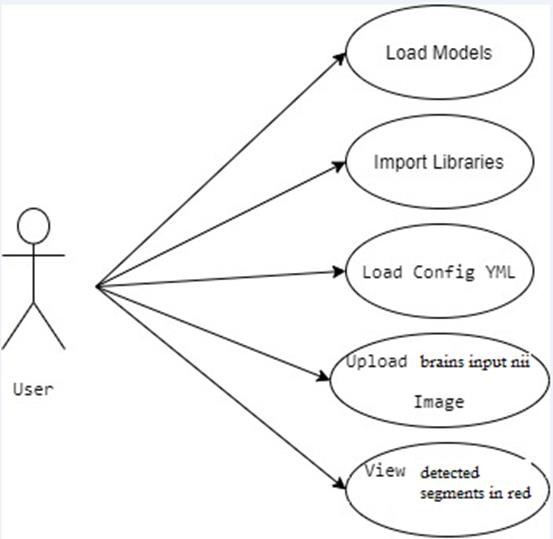 Load Models
Import Libraries
Load Config YML
Upload brains input nii
Image
View detected
segments in red
User